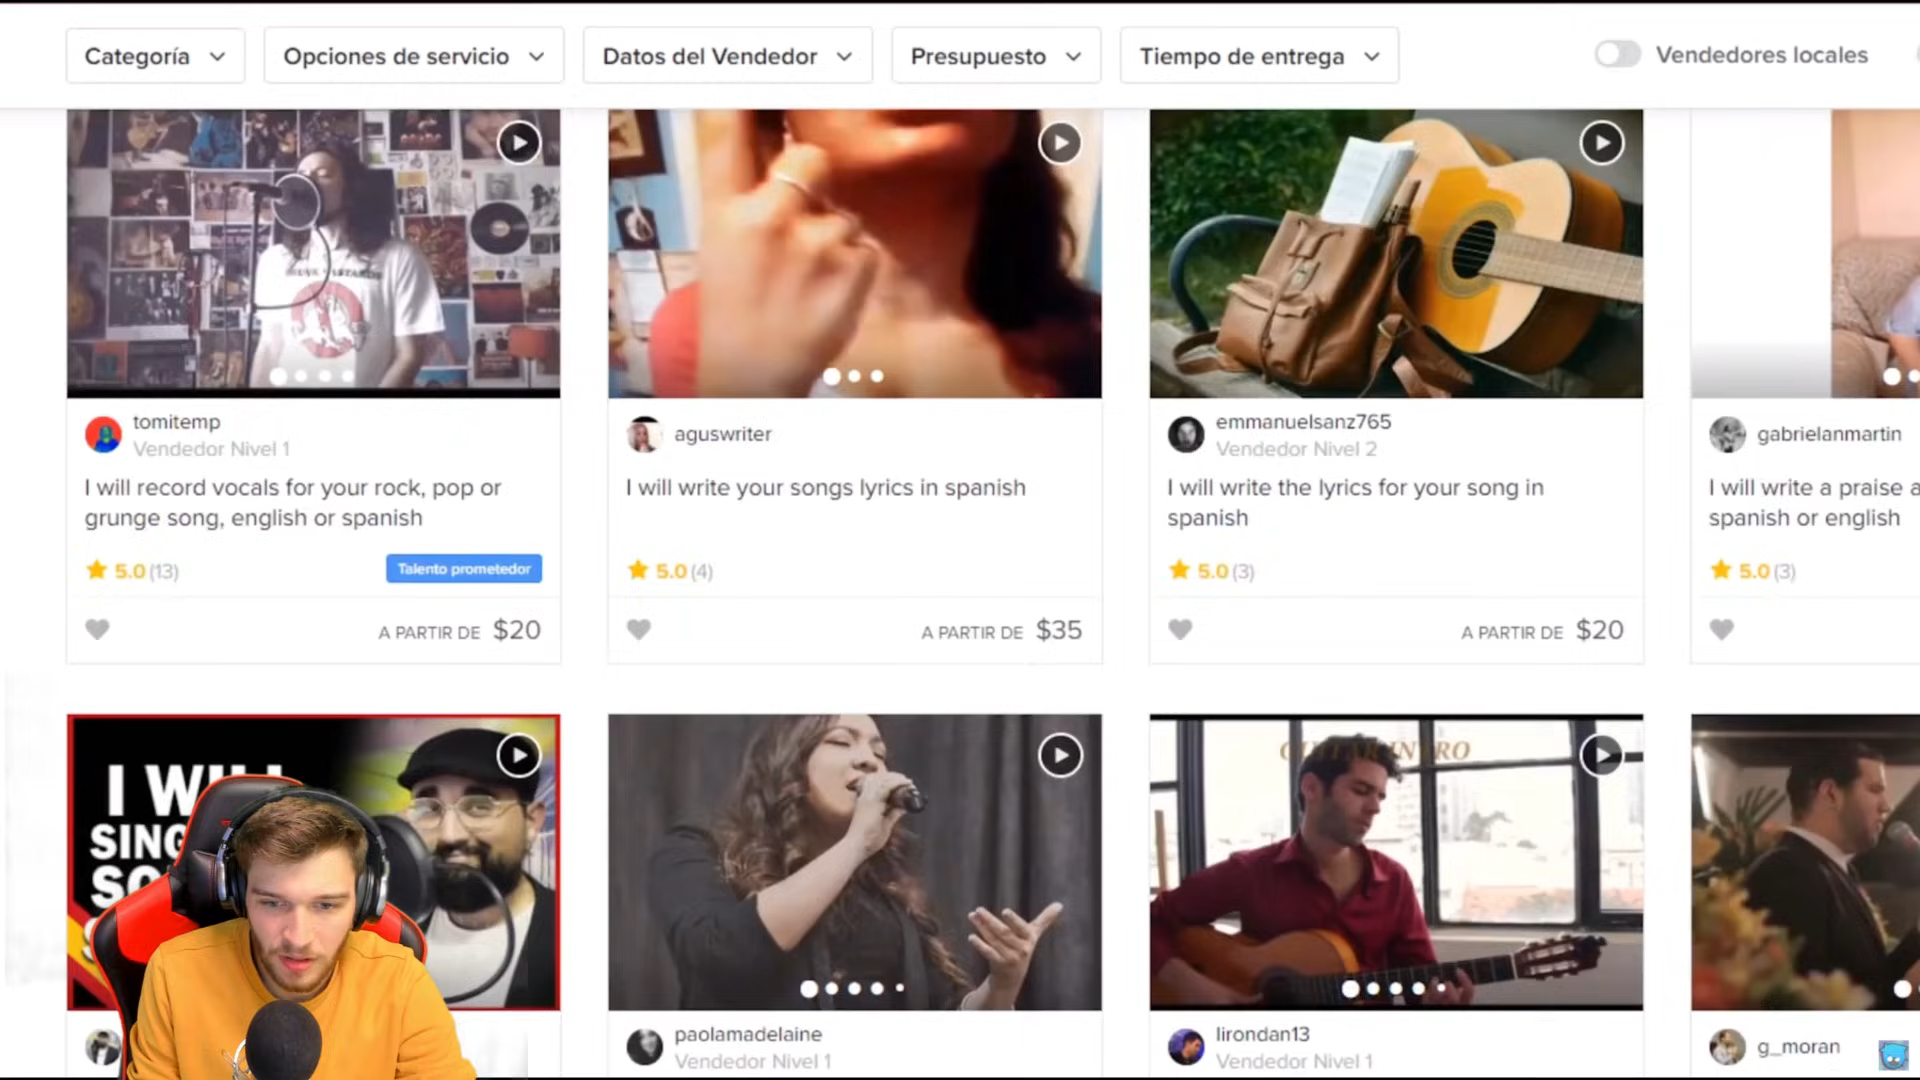 Categoría
Opciones de servicio
Datos del Vendedor
Presupuesto
Tiempo de entrega
Vendedores locales
tomitemp
Vendedor Nivel 1
I will record vocals for your rock, pop or
grunge song, english or spanish
5.0 (13)
Talento prometedor
A PARTIR DE $20
aguswriter
I will write your songs lyrics in spanish
5.0 (4)
A PARTIR DE $35
emmanuelsanz765
Vendedor Nivel 2
I will write the lyrics for your song in
spanish
5.0 (3)
A PARTIR DE $20
gabrielanmartin
I will write a praise a
spanish or english
5.0 (3)
I WILL
SING
SO
paolamadelaine
Vendedor Nivel 1
GUITAR INTRO
lirondan13
Vendedor Nivel 1
g_moran